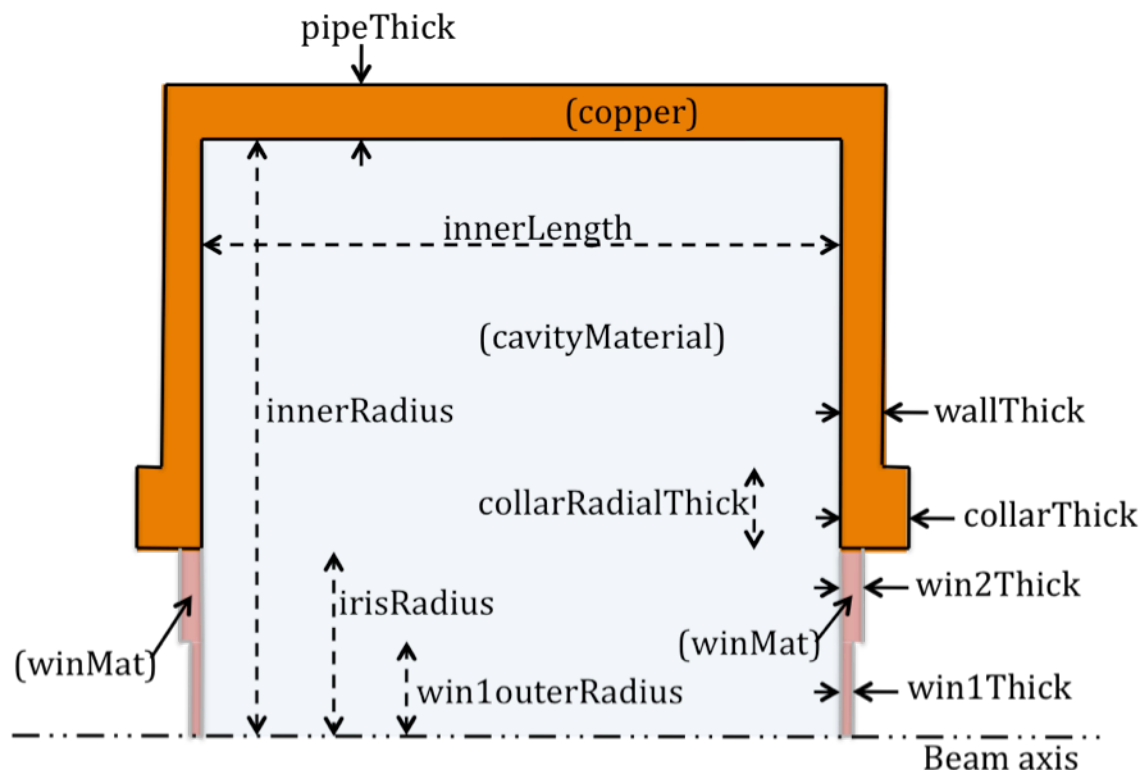 pipeThick
(copper)
innerLength
(cavityMaterial)
innerRadius
wallThick
collarRadialThick
collarThick
win2Thick
irisRadius
(winMat)
(winMat)
win1outerRadius
win1Thick
Beam axis